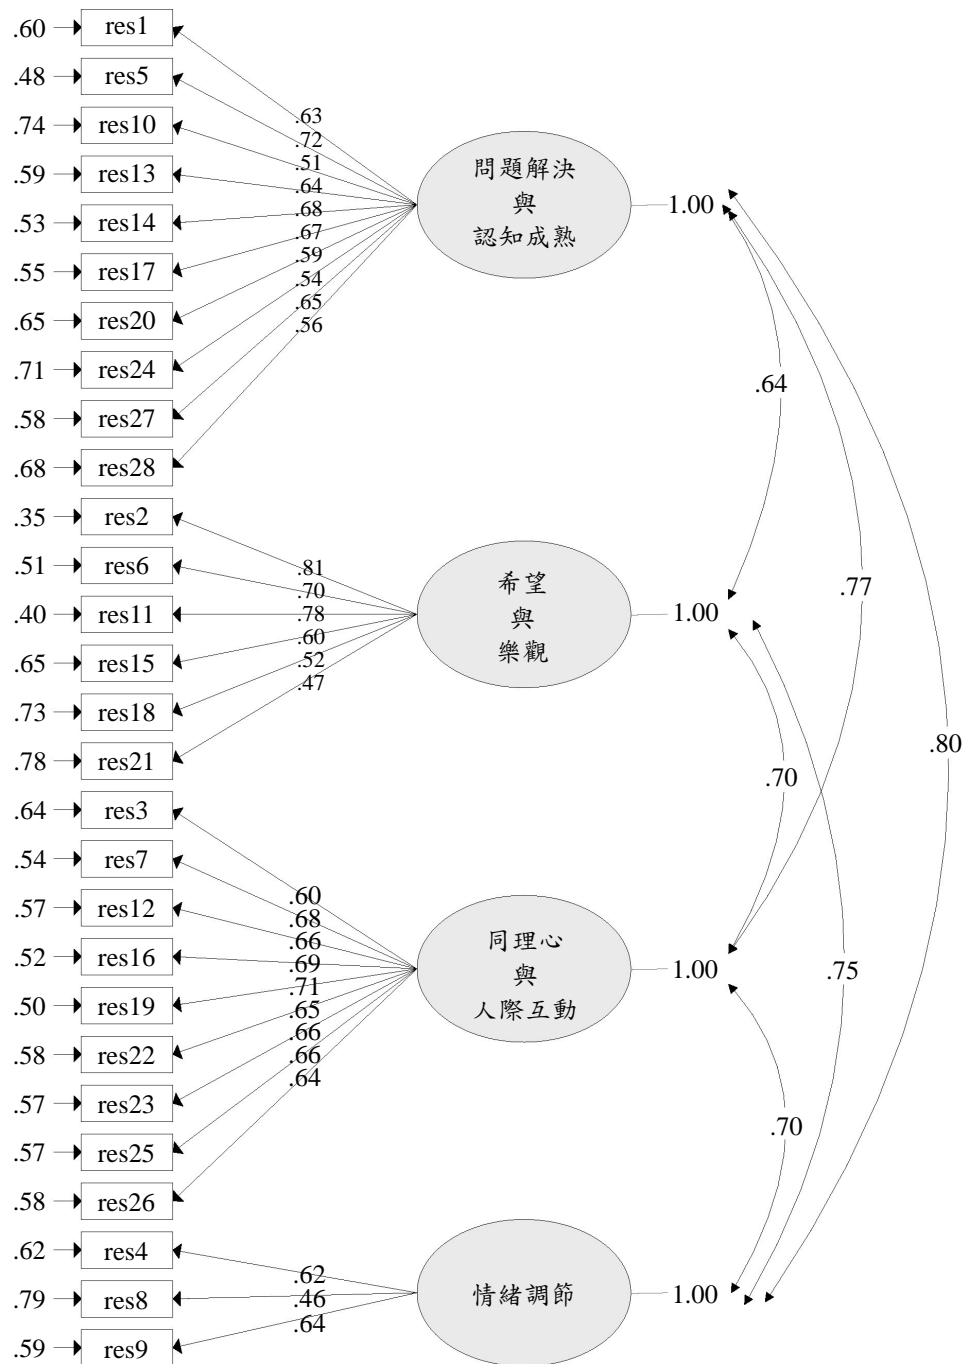 .60 res1
.48 res5
.74 res10
.59 res13
.53 res14
.55 res17
.65 res20
.71 res24
.58 res27
.68 res28
.35 res2
.51 res6
.40 res11
.65 res15
.73 res18
.78 res21
.64 res3
.54 res7
.57 res12
.52 res16
.50 res19
.58 res22
.57 res23
.57 res25
.58 res26
.62 res4
.79 res8
.59 res9
.63
.72
.51
.64
.68
.67
.59
.54
.65
.56
.81
.70
.78
.60
.52
.47
.60
.68
.66
.69
.71
.65
.66
.66
.64
.62
.46
.64
問題解決
與
認知成熟
1.00
希望
與
樂觀
1.00
同理心
與
人際互動
1.00
情緒調節
1.00
.64
.77
.80
.70
.75
.70